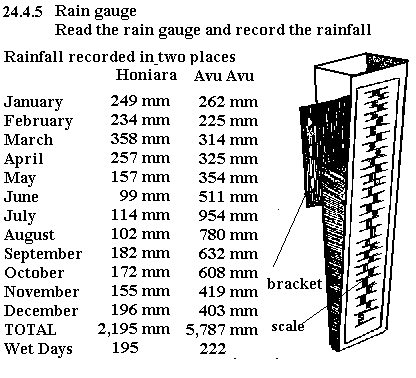 24.4.5 Rain gauge
Read the rain gauge and record the rainfall
Rainfall recorded in two places
Honiara Avu Avu
January 249 mm 262 mm
February 234 mm 225 mm
March 358 mm 314 mm
April 257 mm 325 mm
May 157 mm 354 mm
June 99 mm 511 mm
July 114 mm 954 mm
August 102 mm 780 mm
September 182 mm 632 mm
October 172 mm 608 mm
November 155 mm 419 mm
December 196 mm 403 mm
TOTAL 2,195 mm 5,787 mm
Wet Days 195 222
bracket
scale